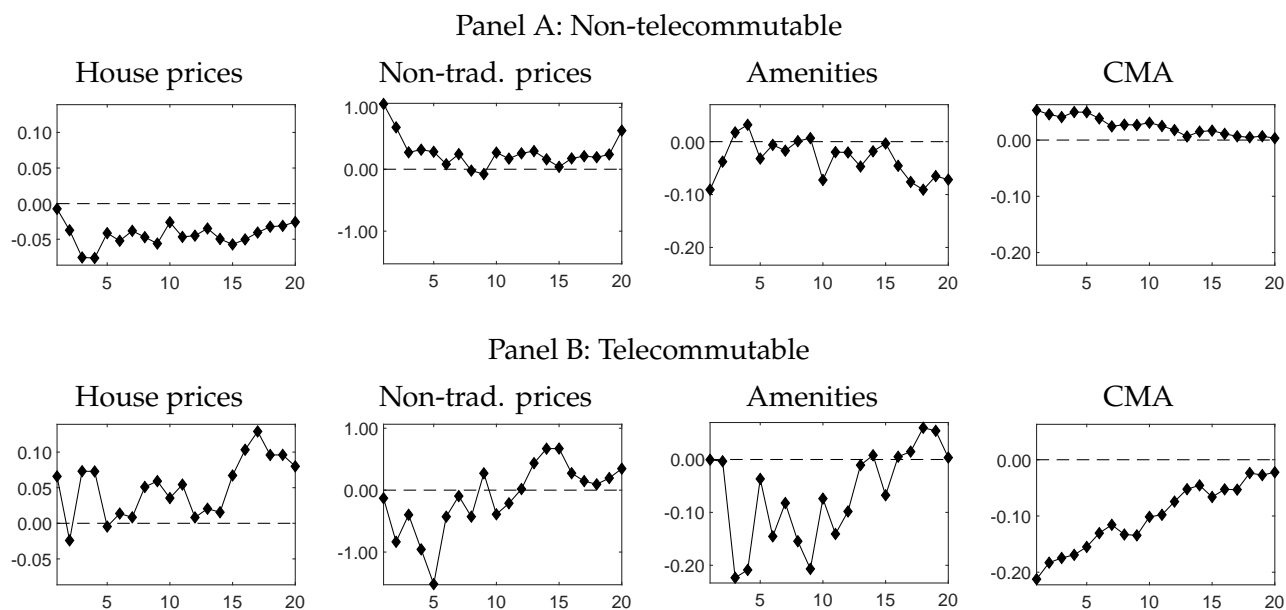 Panel A: Non-telecommutable
House prices
0.10
0.05
0.00
-0.05
5 10 15 20
Non-trad. prices
1.00
0.00
-1.00
5 10 15 20
Amenities
0.00
-0.10
-0.20
5 10 15 20
CMA
0.00
0.10
-0.20
5 10 15 20
Panel B: Telecommutable
House prices
0.10
0.05
0.00
0.05
5 10 15 20
Non-trad. prices
1.00
0.00
-1.00
5 10 15 20
Amenities
0.00
-0.10
-0.20
5 10 15 20
CMA
0.00
-0.10
-0.20
5 10 15 20